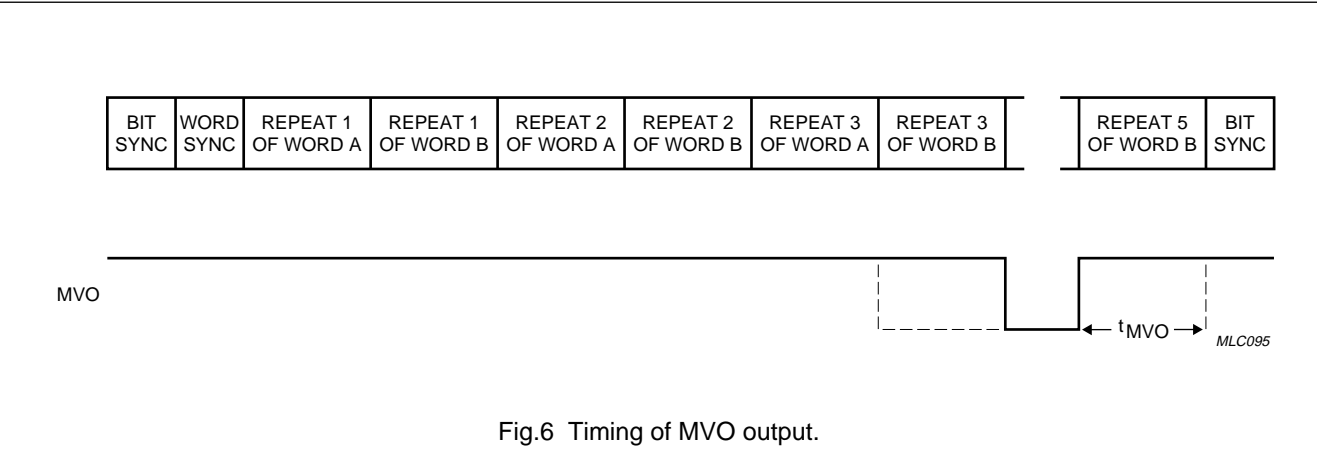 BIT SYNC
WORD SYNC
REPEAT 1 OF WORD A
REPEAT 1 OF WORD B
REPEAT 2 OF WORD A
REPEAT 2 OF WORD B
REPEAT 3 OF WORD A
REPEAT 3 OF WORD B
REPEAT 5 OF WORD B
BIT SYNC
MVO
tMVO
MLC095
Fig.6 Timing of MVO output.